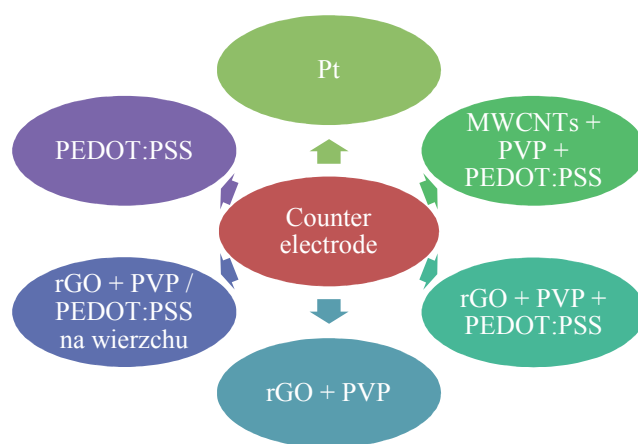 Pt
PEDOT:PSS
MWCNTs +
PVP +
PEDOT:PSS
Counter
electrode
rGO + PVP /
PEDOT:PSS
na wierzchu
rGO + PVP +
PEDOT:PSS
rGO + PVP